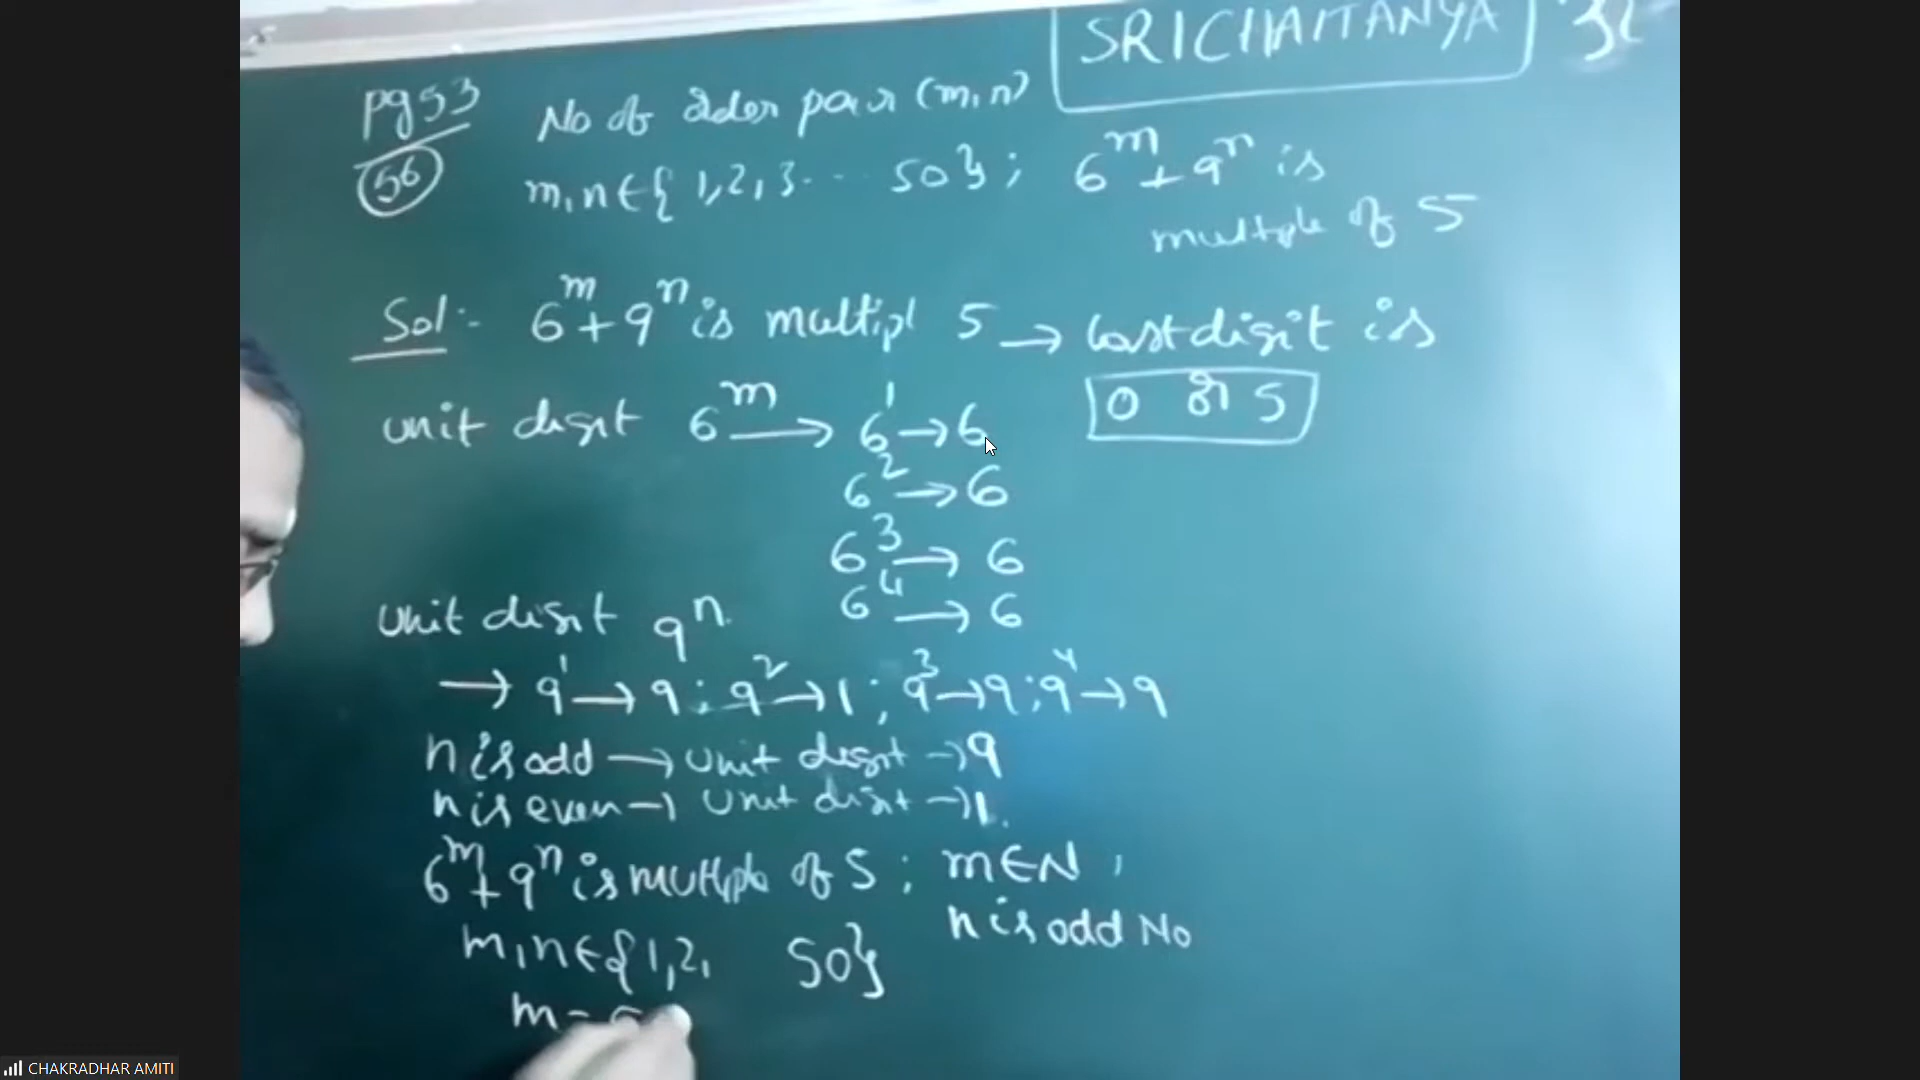 SRICHAITANYA
Pg 53
56
No of order pair (m,n)
m,n∈{1,2,3... 50}; 6^m+9^n is
multiple of 5
Sol:- 6^m+9^n is multipl 5 → last digit is
0 or 5
unit digit 6^m → 6^1 → 6
6^2 → 6
6^3 → 6
6^4 → 6
unit digit 9^n.
→ 9^1 → 9; 9^2 → 1; 9^3 → 9; 9^4 → 9
n is odd → unit digit → 9
n is even → unit digit → 1.
6^m+9^n is multiple of 5; m∈N,
n is odd No
m,n∈{1,2, 50}
m =
CHAKRADHAR AMITI